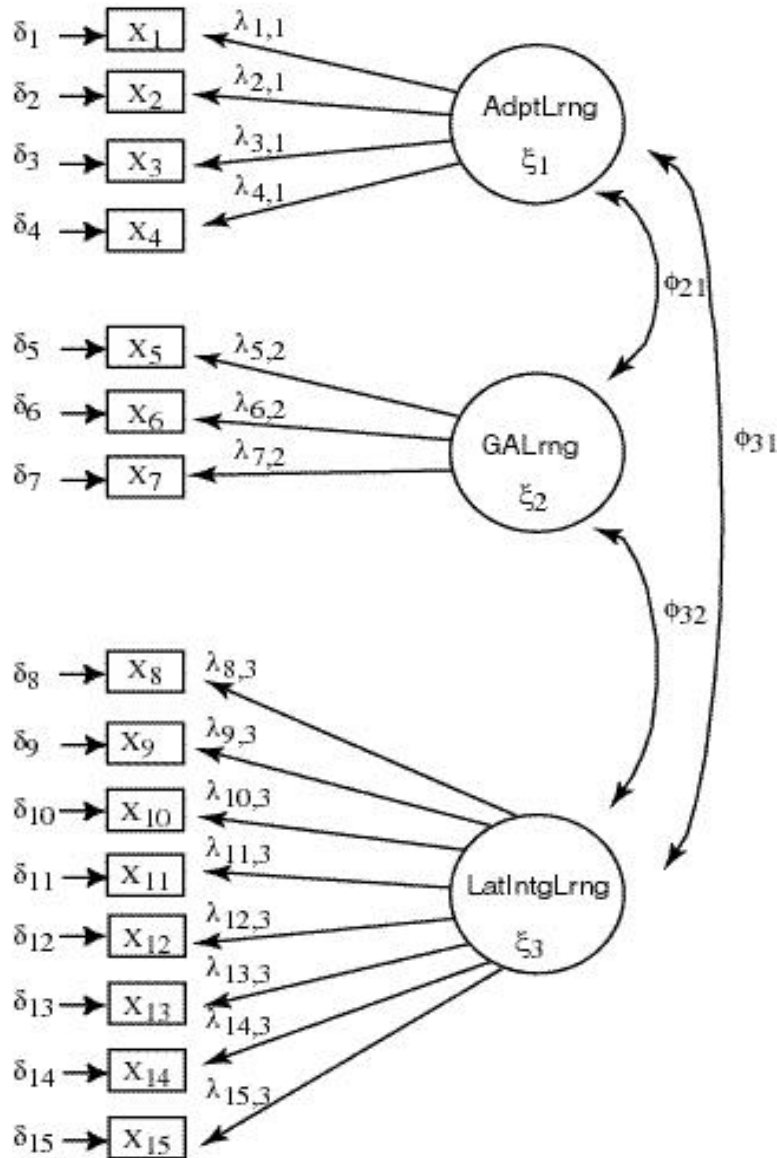 δ1 X1 λ1,1
δ2 X2 λ2,1
AdptLrng
δ3 X3 λ3,1
ξ1
δ4 X4 λ4,1
ϕ21
δ5 X5 λ5,2
δ6 X6 λ6,2
GALrng
ϕ31
δ7 X7 λ7,2
ξ2
ϕ32
δ8 X8 λ8,3
δ9 X9 λ9,3
δ10 X10 λ10,3
δ11 X11 λ11,3
LatIntgLrng
δ12 X12 λ12,3
ξ3
δ13 X13 λ13,3
δ14 X14 λ14,3
δ15 X15 λ15,3